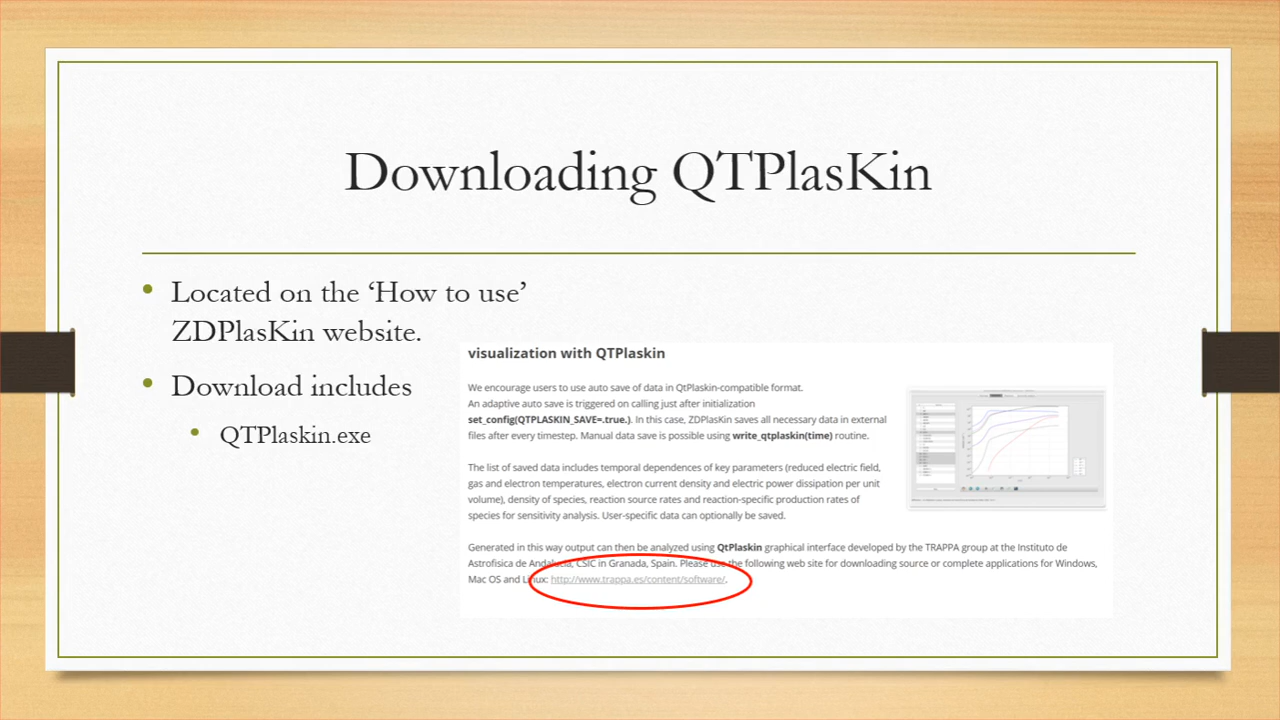 Downloading QTPlasKin
• Located on the ‘How to use’
ZDPlasKin website.
• Download includes
• QTPlaskin.exe
visualization with QTPlaskin
We encourage users to use auto save of data in QtPlaskin-compatible format.
An adaptive auto save is triggered on calling just after initialization
set_config(QTPLASKIN_SAVE=.true.). In this case, ZDPlasKin saves all necessary data in external
files after every timestep. Manual data save is possible using write_qtplaskin(time) routine.
The list of saved data includes temporal dependences of key parameters (reduced electric field,
gas and electron temperatures, electron current density and electric power dissipation per unit
volume), density of species, reaction source rates and reaction-specific production rates of
species for sensitivity analysis. User-specific data can optionally be saved.
Generated in this way output can then be analyzed using QtPlaskin graphical interface developed by the TRAPPA group at the Instituto de
Astrofisica de Andalucia, CSIC in Granada, Spain. Please use the following web site for downloading source or complete applications for Windows,
Mac OS and Linux: http://www.trappa.es/content/software/.